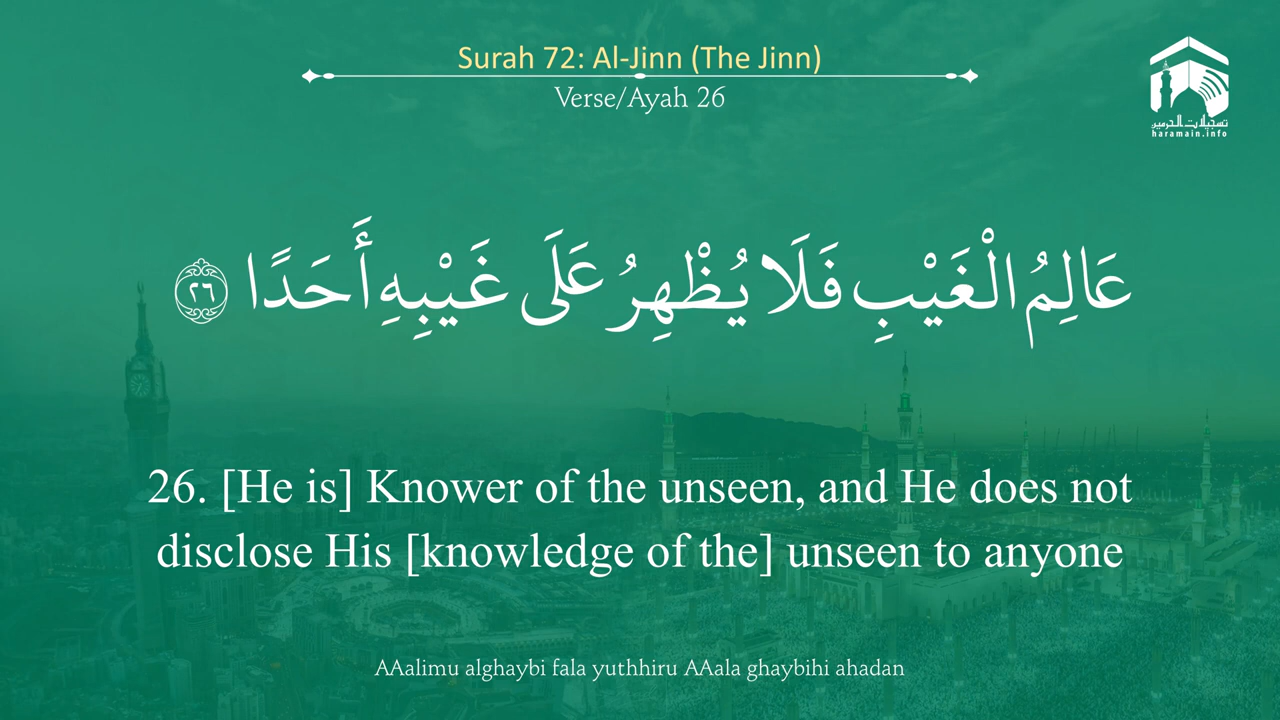 Surah 72: Al-Jinn (The Jinn)
Verse/Ayah 26
تسجيلات الحرمين
haramain.info
عَالِمُ الْغَيْبِ فَلَا يُظْهِرُ عَلَى غَيْبِهِ أَحَدًا ٢٦
26. [He is] Knower of the unseen, and He does not
disclose His [knowledge of the] unseen to anyone
AAalimu alghaybi fala yuthhiru AAala ghaybihi ahadan